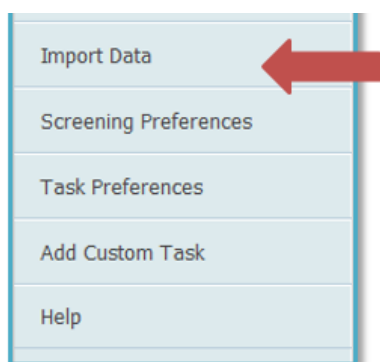 Import Data
Screening Preferences
Task Preferences
Add Custom Task
Help